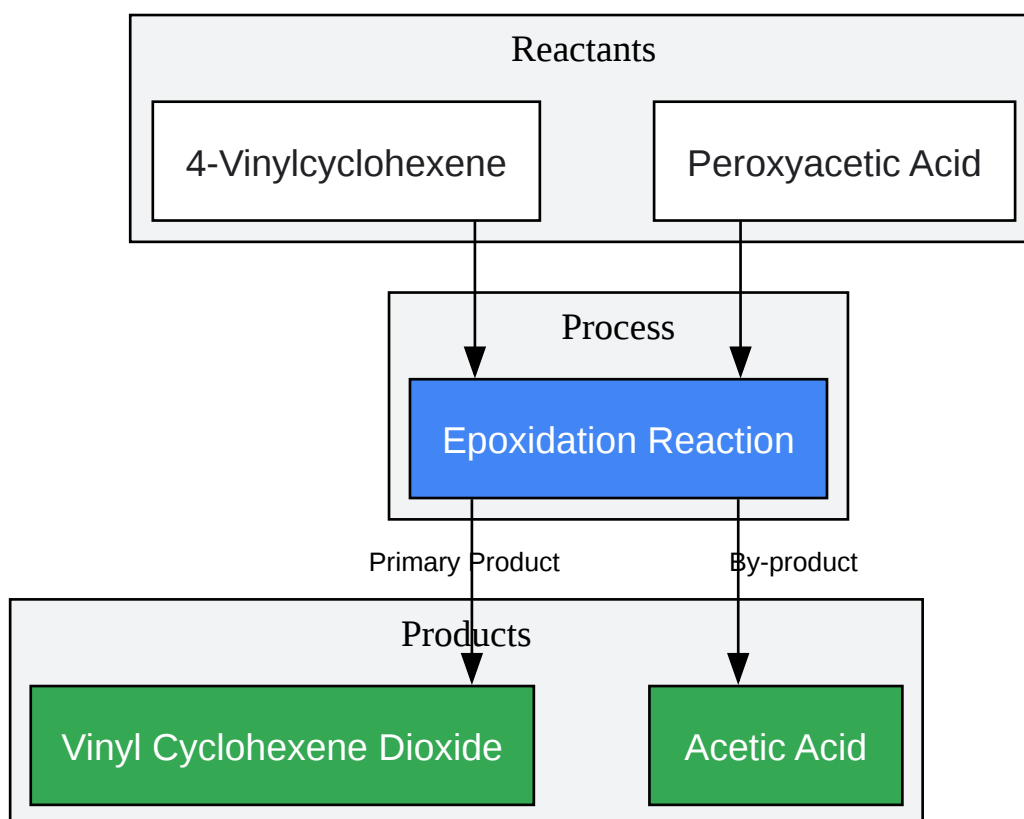 Reactants
4-Vinylcyclohexene
Peroxyacetic Acid
Process
Epoxidation Reaction
Primary Product
By-product
Products
Vinyl Cyclohexene Dioxide
Acetic Acid